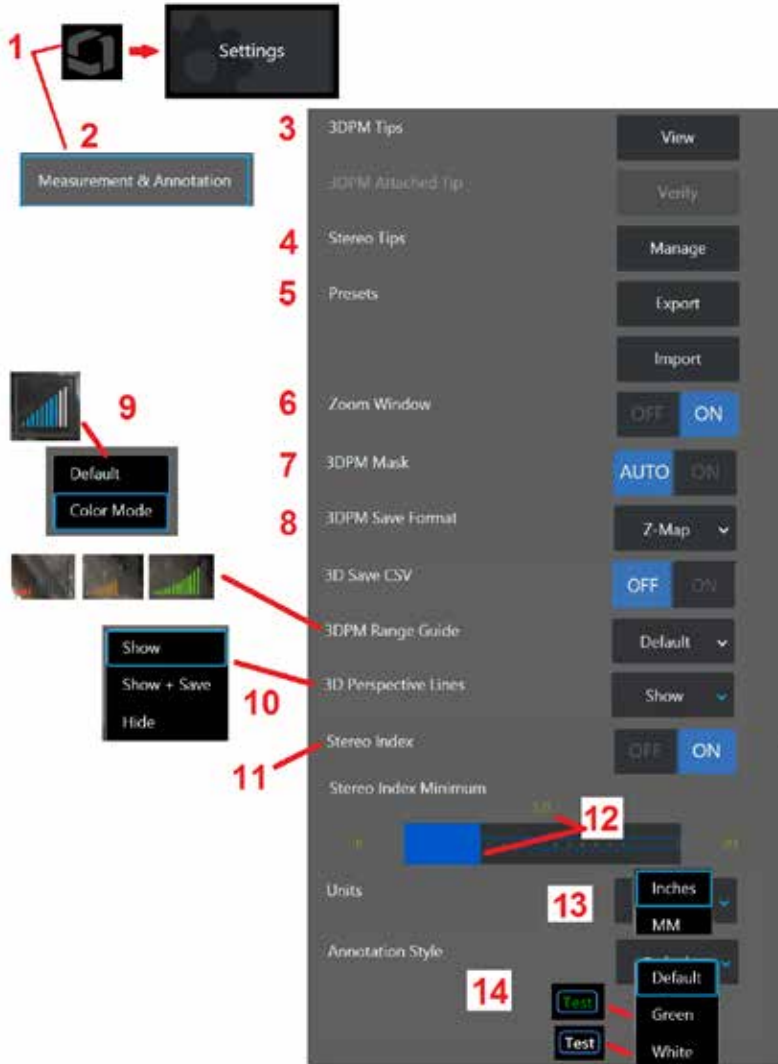 1
Settings
2
Measurement & Annotation
3
3DPM Tips
View
3DPM Attached Tip
Verify
4
Stereo Tips
Manage
5
Presets
Export
Import
6
Zoom Window
OFF ON
7
3DPM Mask
AUTO ON
8
3DPM Save Format
Z-Map
9
Default
Color Mode
3D Save CSV
OFF ON
3DPM Range Guide
Default
10
Show
Show + Save
Hide
3D Perspective Lines
Show
11
Stereo Index
OFF ON
Stereo Index Minimum
12
13
Units
Inches
MM
14
Annotation Style
Default
Green
White
Test
Test